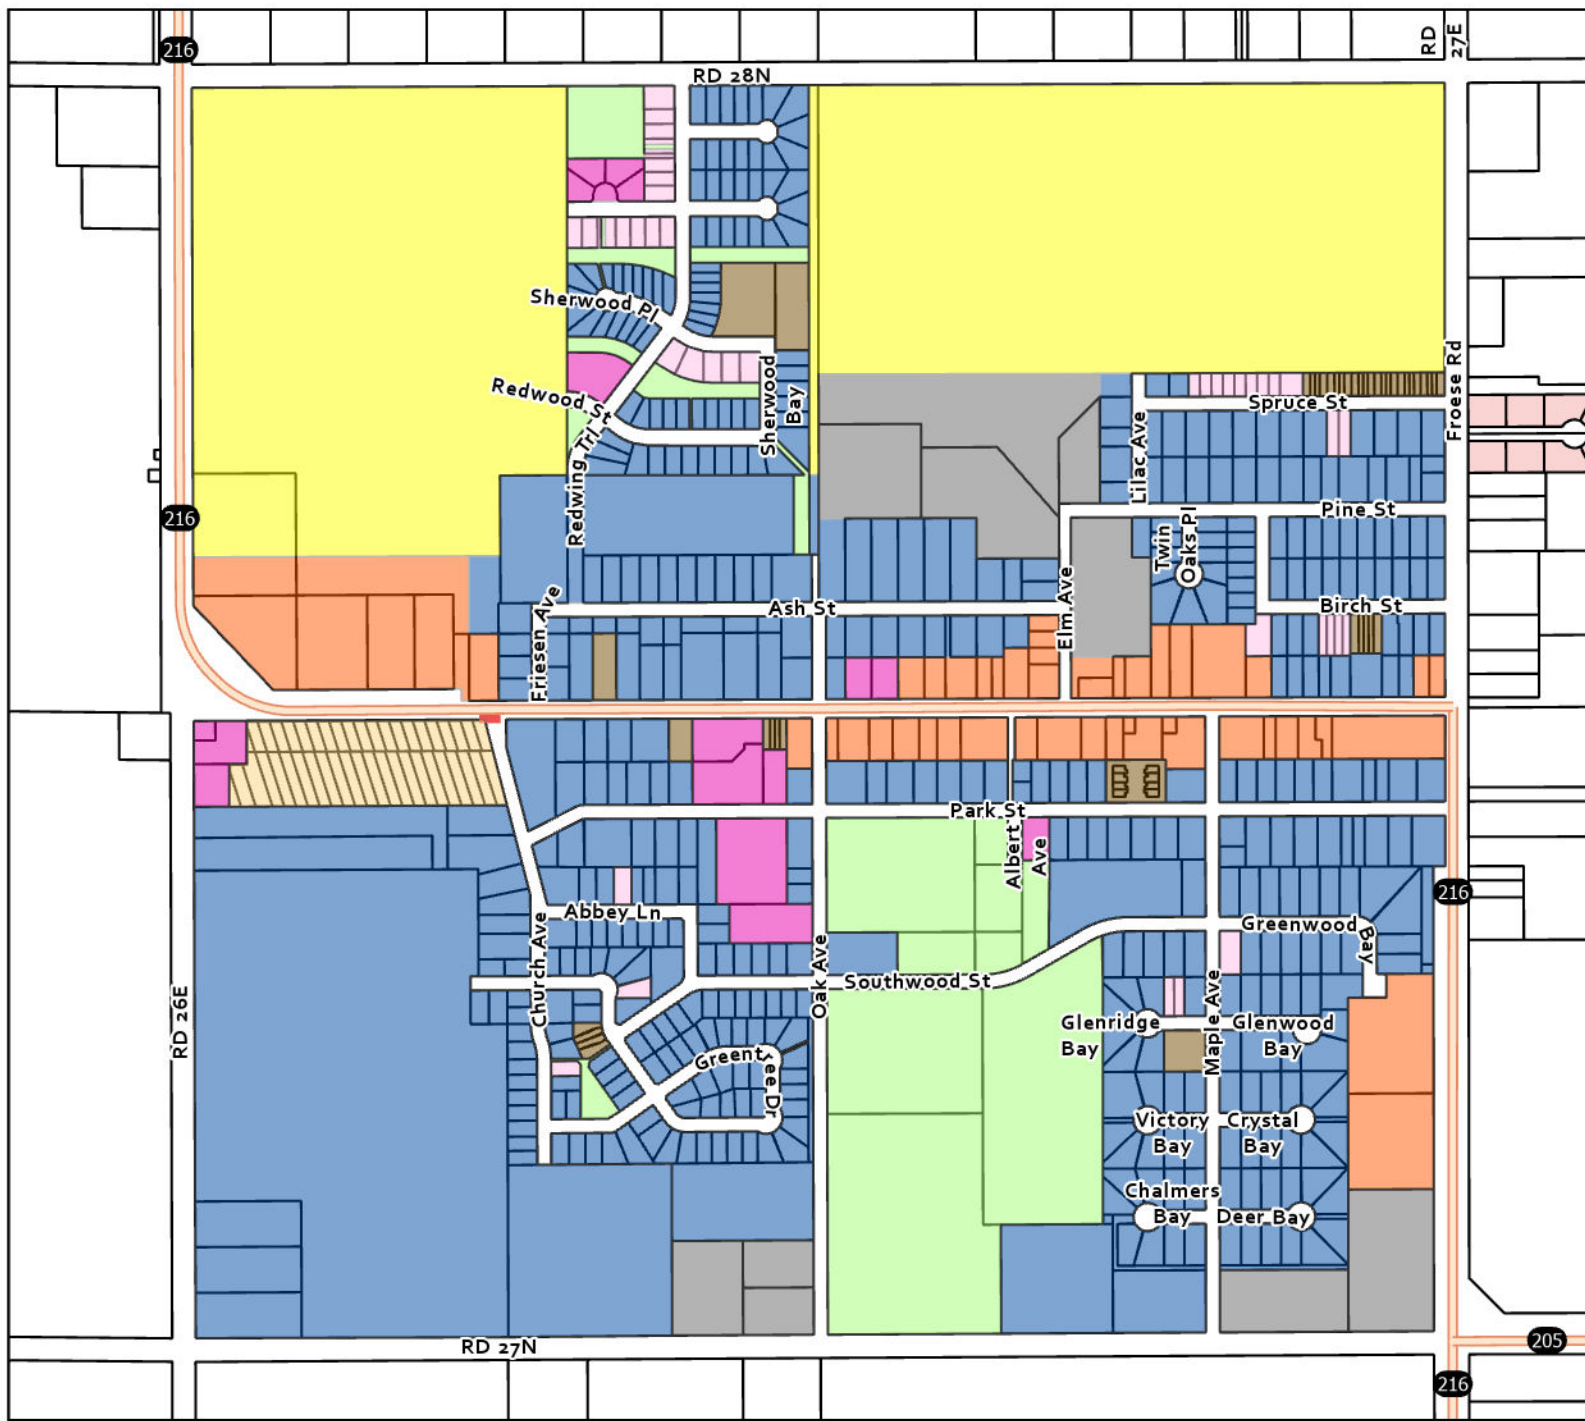 RD
27E
216
RD 28N
Sherwood Pl
Froese Rd
Redwood St
Sherwood
Bay
Spruce St
Lilac Ave
Redwing Trl
216
Pine St
Twin
Oaks Pl
Friesen Ave
Ash St
Elm Ave
Birch St
Park St
Albert
Ave
216
Abbey Ln
Church Ave
Greenwood
Bay
Oak Ave
Southwood St
RD 26E
Maple Ave
Glenridge
Bay
Glenwood
Bay
Greentree Dr
Victory
Bay
Crystal
Bay
Chalmers
Bay
Deer Bay
RD 27N
205
216